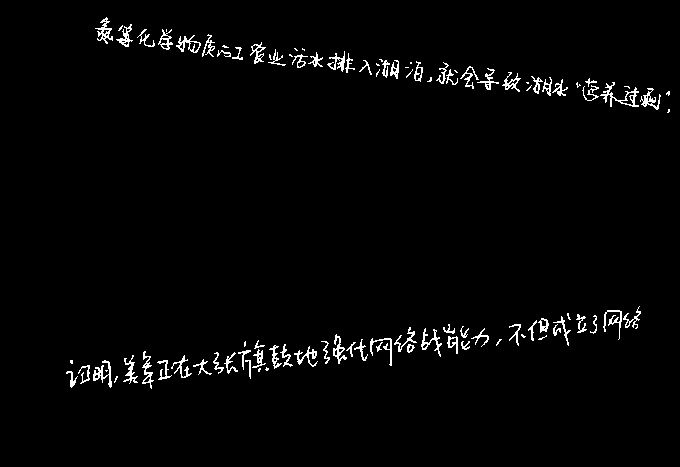 氮等化学物质的工业活水排入湖泊,就会导致湖水“营养过剩”,
证明,美军正在大张旗鼓地强化网络战能力,不但成立了网络